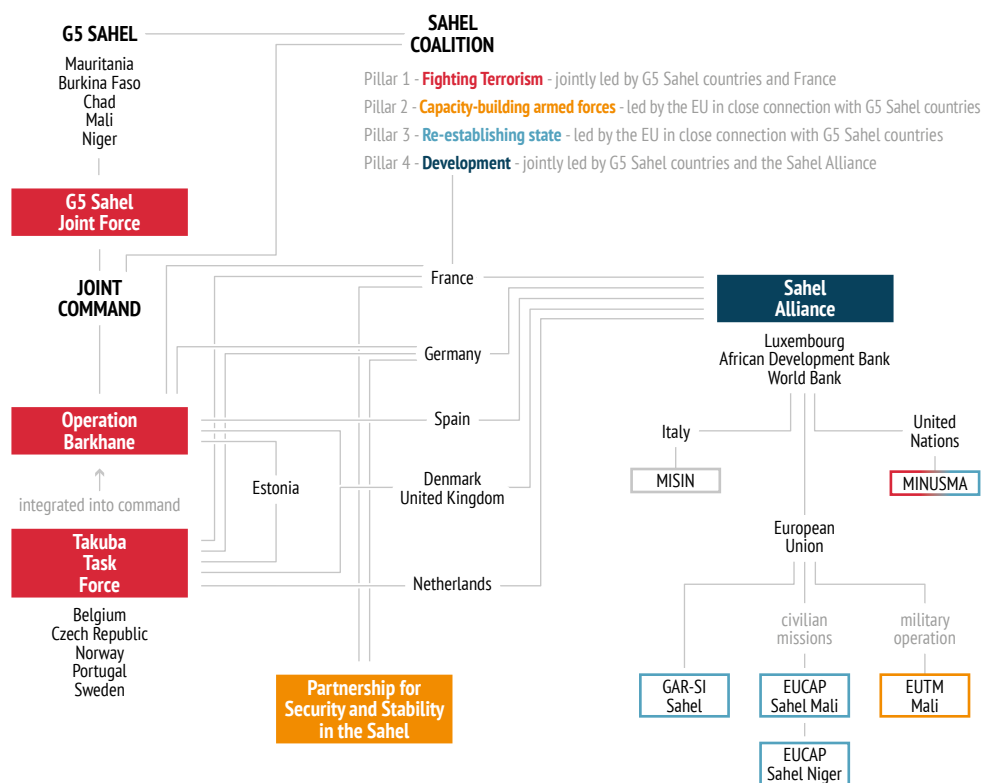 G5 SAHEL
Mauritania
Burkina Faso
Chad
Mali
Niger
SAHEL
COALITION
Pillar 1 - Fighting Terrorism - jointly led by G5 Sahel countries and France
Pillar 2 - Capacity-building armed forces - led by the EU in close connection with G5 Sahel countries
Pillar 3 - Re-establishing state - led by the EU in close connection with G5 Sahel countries
Pillar 4 - Development - jointly led by G5 Sahel countries and the Sahel Alliance
G5 Sahel
Joint Force
JOINT
COMMAND
France
Sahel
Alliance
Luxembourg
African Development Bank
World Bank
Germany
Operation
Barkhane
Spain
Italy
MISIN
United
Nations
MINUSMA
integrated into command
Estonia
Denmark
United Kingdom
Takuba
Task
Force
Belgium
Czech Republic
Norway
Portugal
Sweden
Netherlands
European
Union
civilian
missions
military
operation
Partnership for
Security and Stability
in the Sahel
GAR-SI
Sahel
EUCAP
Sahel Mali
EUTM
Mali
EUCAP
Sahel Niger